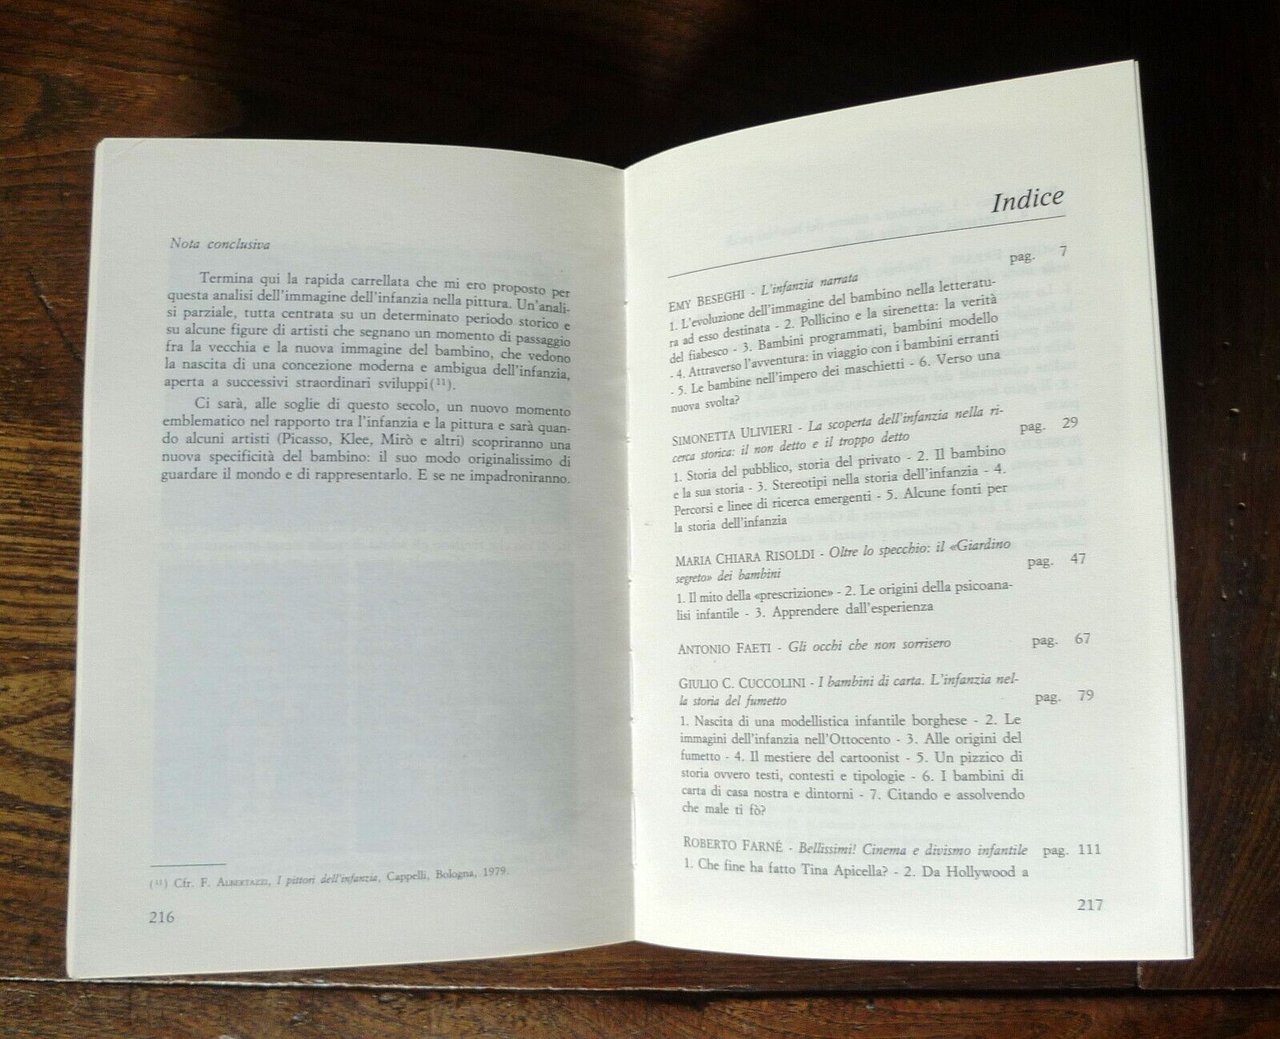 Nota conclusiva
Termina qui la rapida carrellata che mi ero proposto per
questa analisi dell'immagine dell'infanzia nella pittura. Un'anali-
si parziale, tutta centrata su un determinato periodo storico e
su alcune figure di artisti che segnano un momento di passaggio
fra la vecchia e la nuova immagine del bambino, che vedono
la nascita di una concezione moderna e ambigua dell'infanzia,
aperta a successivi straordinari sviluppi(¹¹).
Ci sarà, alle soglie di questo secolo, un nuovo momento
emblematico nel rapporto tra l'infanzia e la pittura e sarà quan-
do alcuni artisti (Picasso, Klee, Mirò e altri) scopriranno una
nuova specificità del bambino: il suo modo originalissimo di
guardare il mondo e di rappresentarlo. E se ne impadroniranno.
(¹¹) Cfr. F. ALBERTAZZI, I pittori dell'infanzia, Cappelli, Bologna, 1979.
216
Indice
pag. 7
EMY BESEGHI - L'infanzia narrata
1. L'evoluzione dell'immagine del bambino nella letteratu-
ra ad esso destinata - 2. Pollicino e la sirenetta: la verità
del fiabesco - 3. Bambini programmati, bambini modello
- 4. Attraverso l'avventura: in viaggio con i bambini erranti
- 5. Le bambine nell'impero dei maschietti - 6. Verso una
nuova svolta?
SIMONETTA ULIVIERI - La scoperta dell'infanzia nella ri-
cerca storica: il non detto e il troppo detto pag. 29
1. Storia del pubblico, storia del privato - 2. Il bambino
e la sua storia - 3. Stereotipi nella storia dell'infanzia - 4.
Percorsi e linee di ricerca emergenti - 5. Alcune fonti per
la storia dell'infanzia
MARIA CHIARA RISOLDI - Oltre lo specchio: il «Giardino
segreto» dei bambini pag. 47
1. Il mito della «prescrizione» - 2. Le origini della psicoana-
lisi infantile - 3. Apprendere dall'esperienza
ANTONIO FAETI - Gli occhi che non sorrisero pag. 67
GIULIO C. CUCCOLINI - I bambini di carta. L'infanzia nel-
la storia del fumetto pag. 79
1. Nascita di una modellistica infantile borghese - 2. Le
immagini dell'infanzia nell'Ottocento - 3. Alle origini del
fumetto - 4. Il mestiere del cartoonist - 5. Un pizzico di
storia ovvero testi, contesti e tipologie - 6. I bambini di
carta di casa nostra e dintorni - 7. Citando e assolvendo
che male ti fò?
ROBERTO FARNÉ - Bellissimi! Cinema e divismo infantile pag. 111
1. Che fine ha fatto Tina Apicella? - 2. Da Hollywood a
217